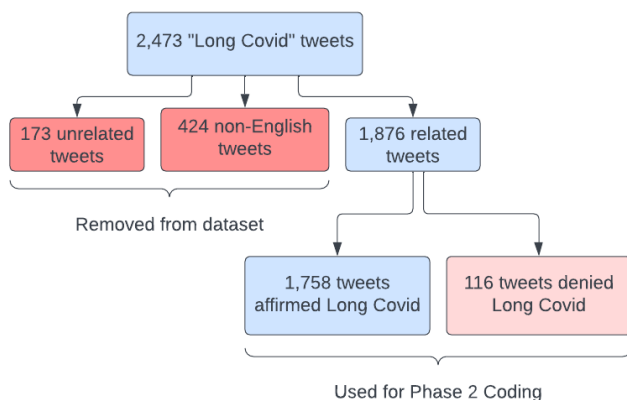 2,473 "Long Covid" tweets
173 unrelated
tweets
424 non-English
tweets
1,876 related
tweets
Removed from dataset
1,758 tweets
affirmed Long Covid
116 tweets denied
Long Covid
Used for Phase 2 Coding